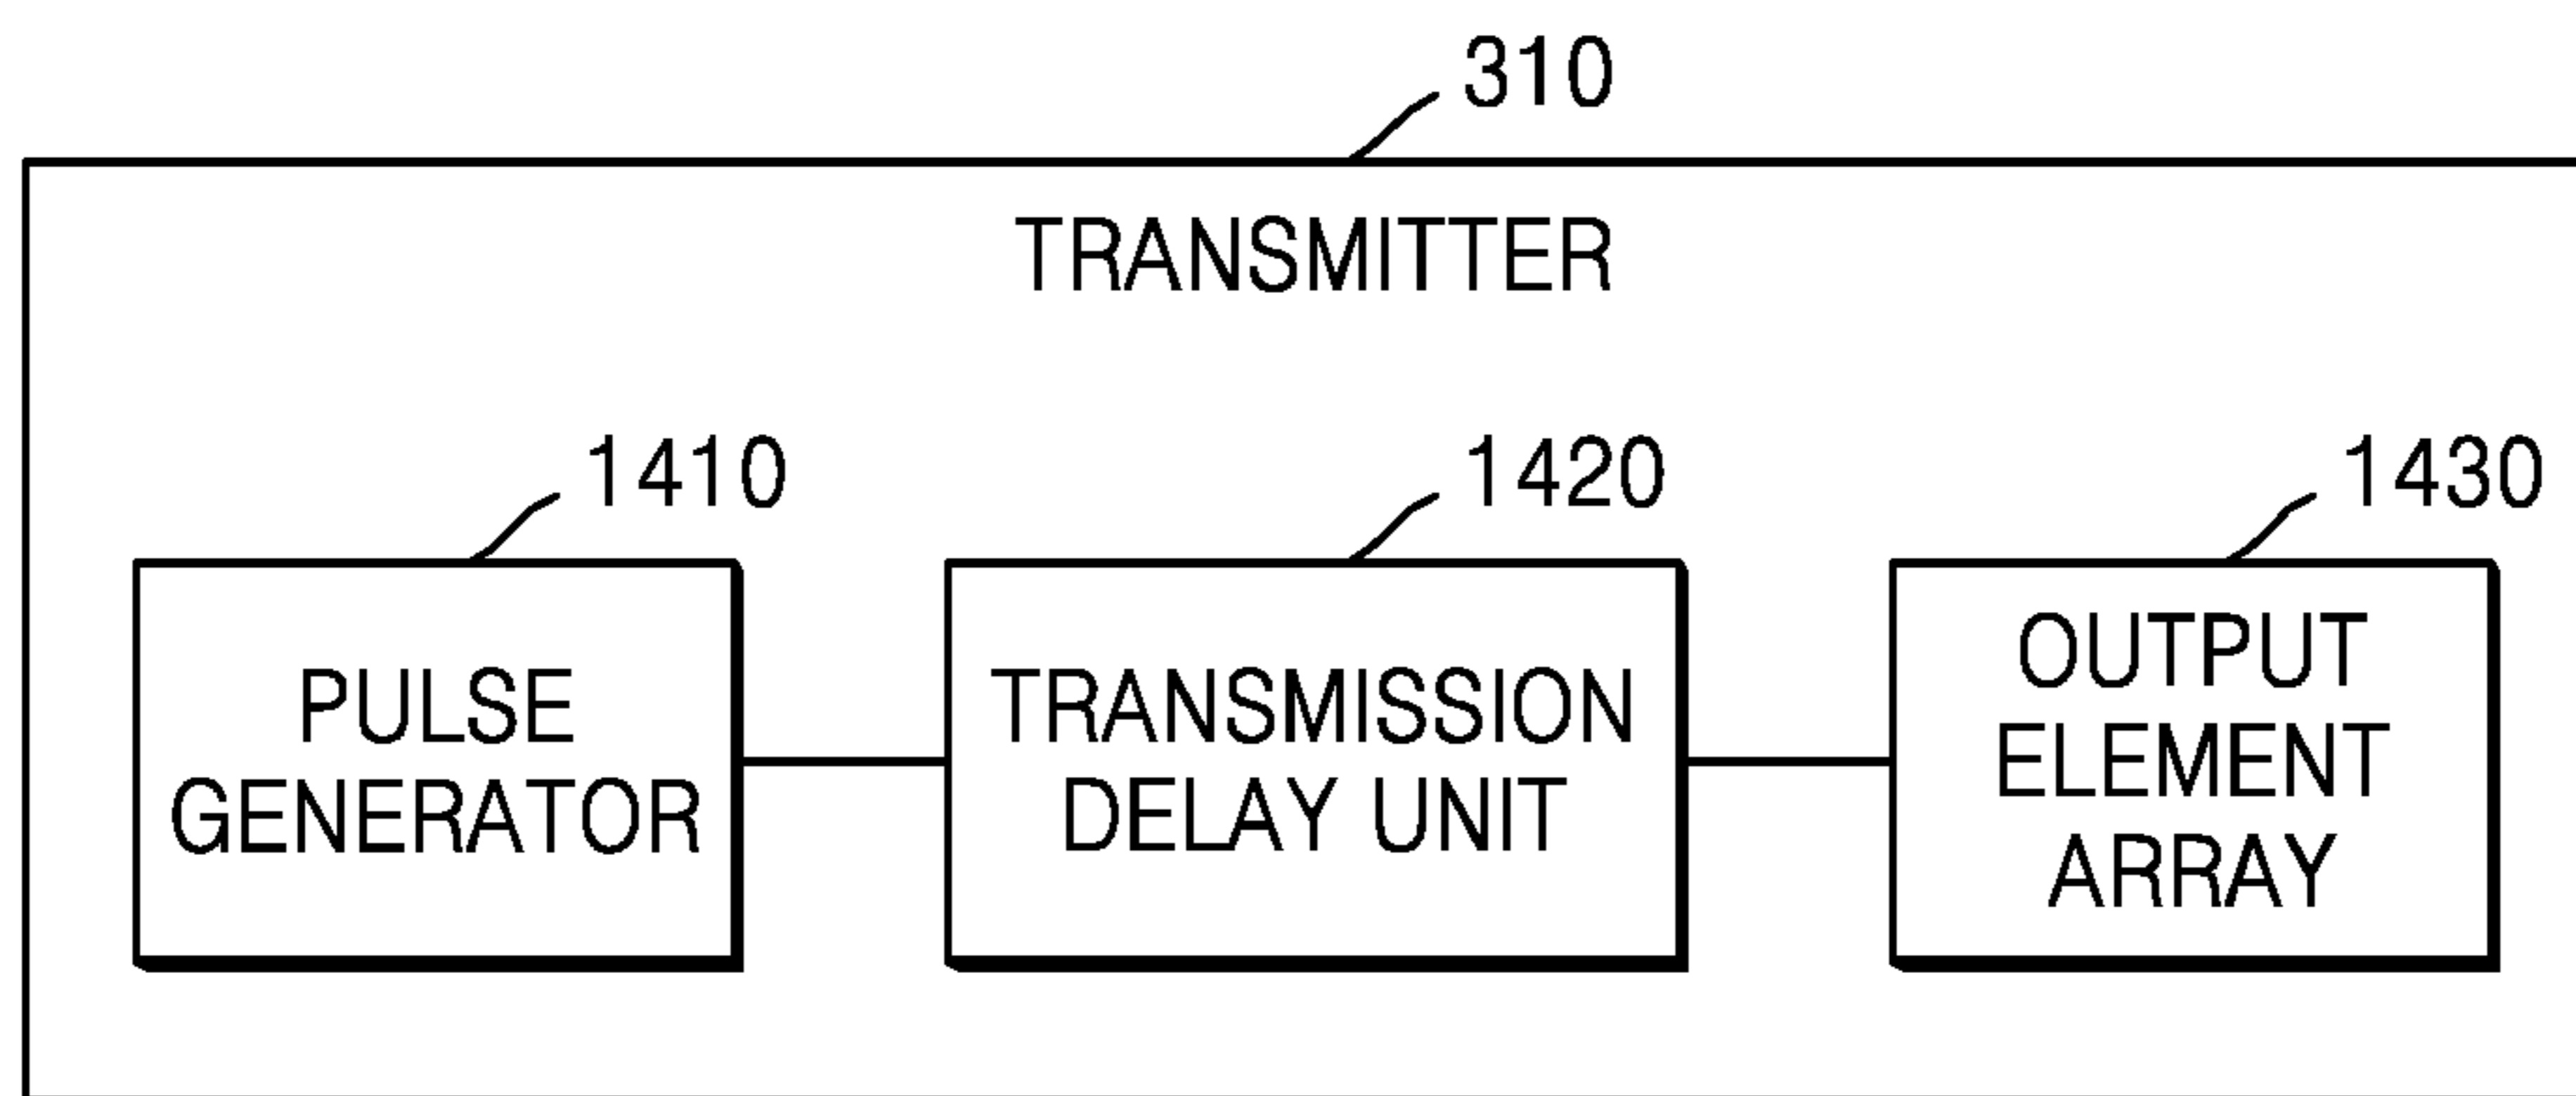 310
TRANSMITTER
1410
1420
1430
PULSE
GENERATOR
TRANSMISSION
DELAY UNIT
OUTPUT
ELEMENT
ARRAY